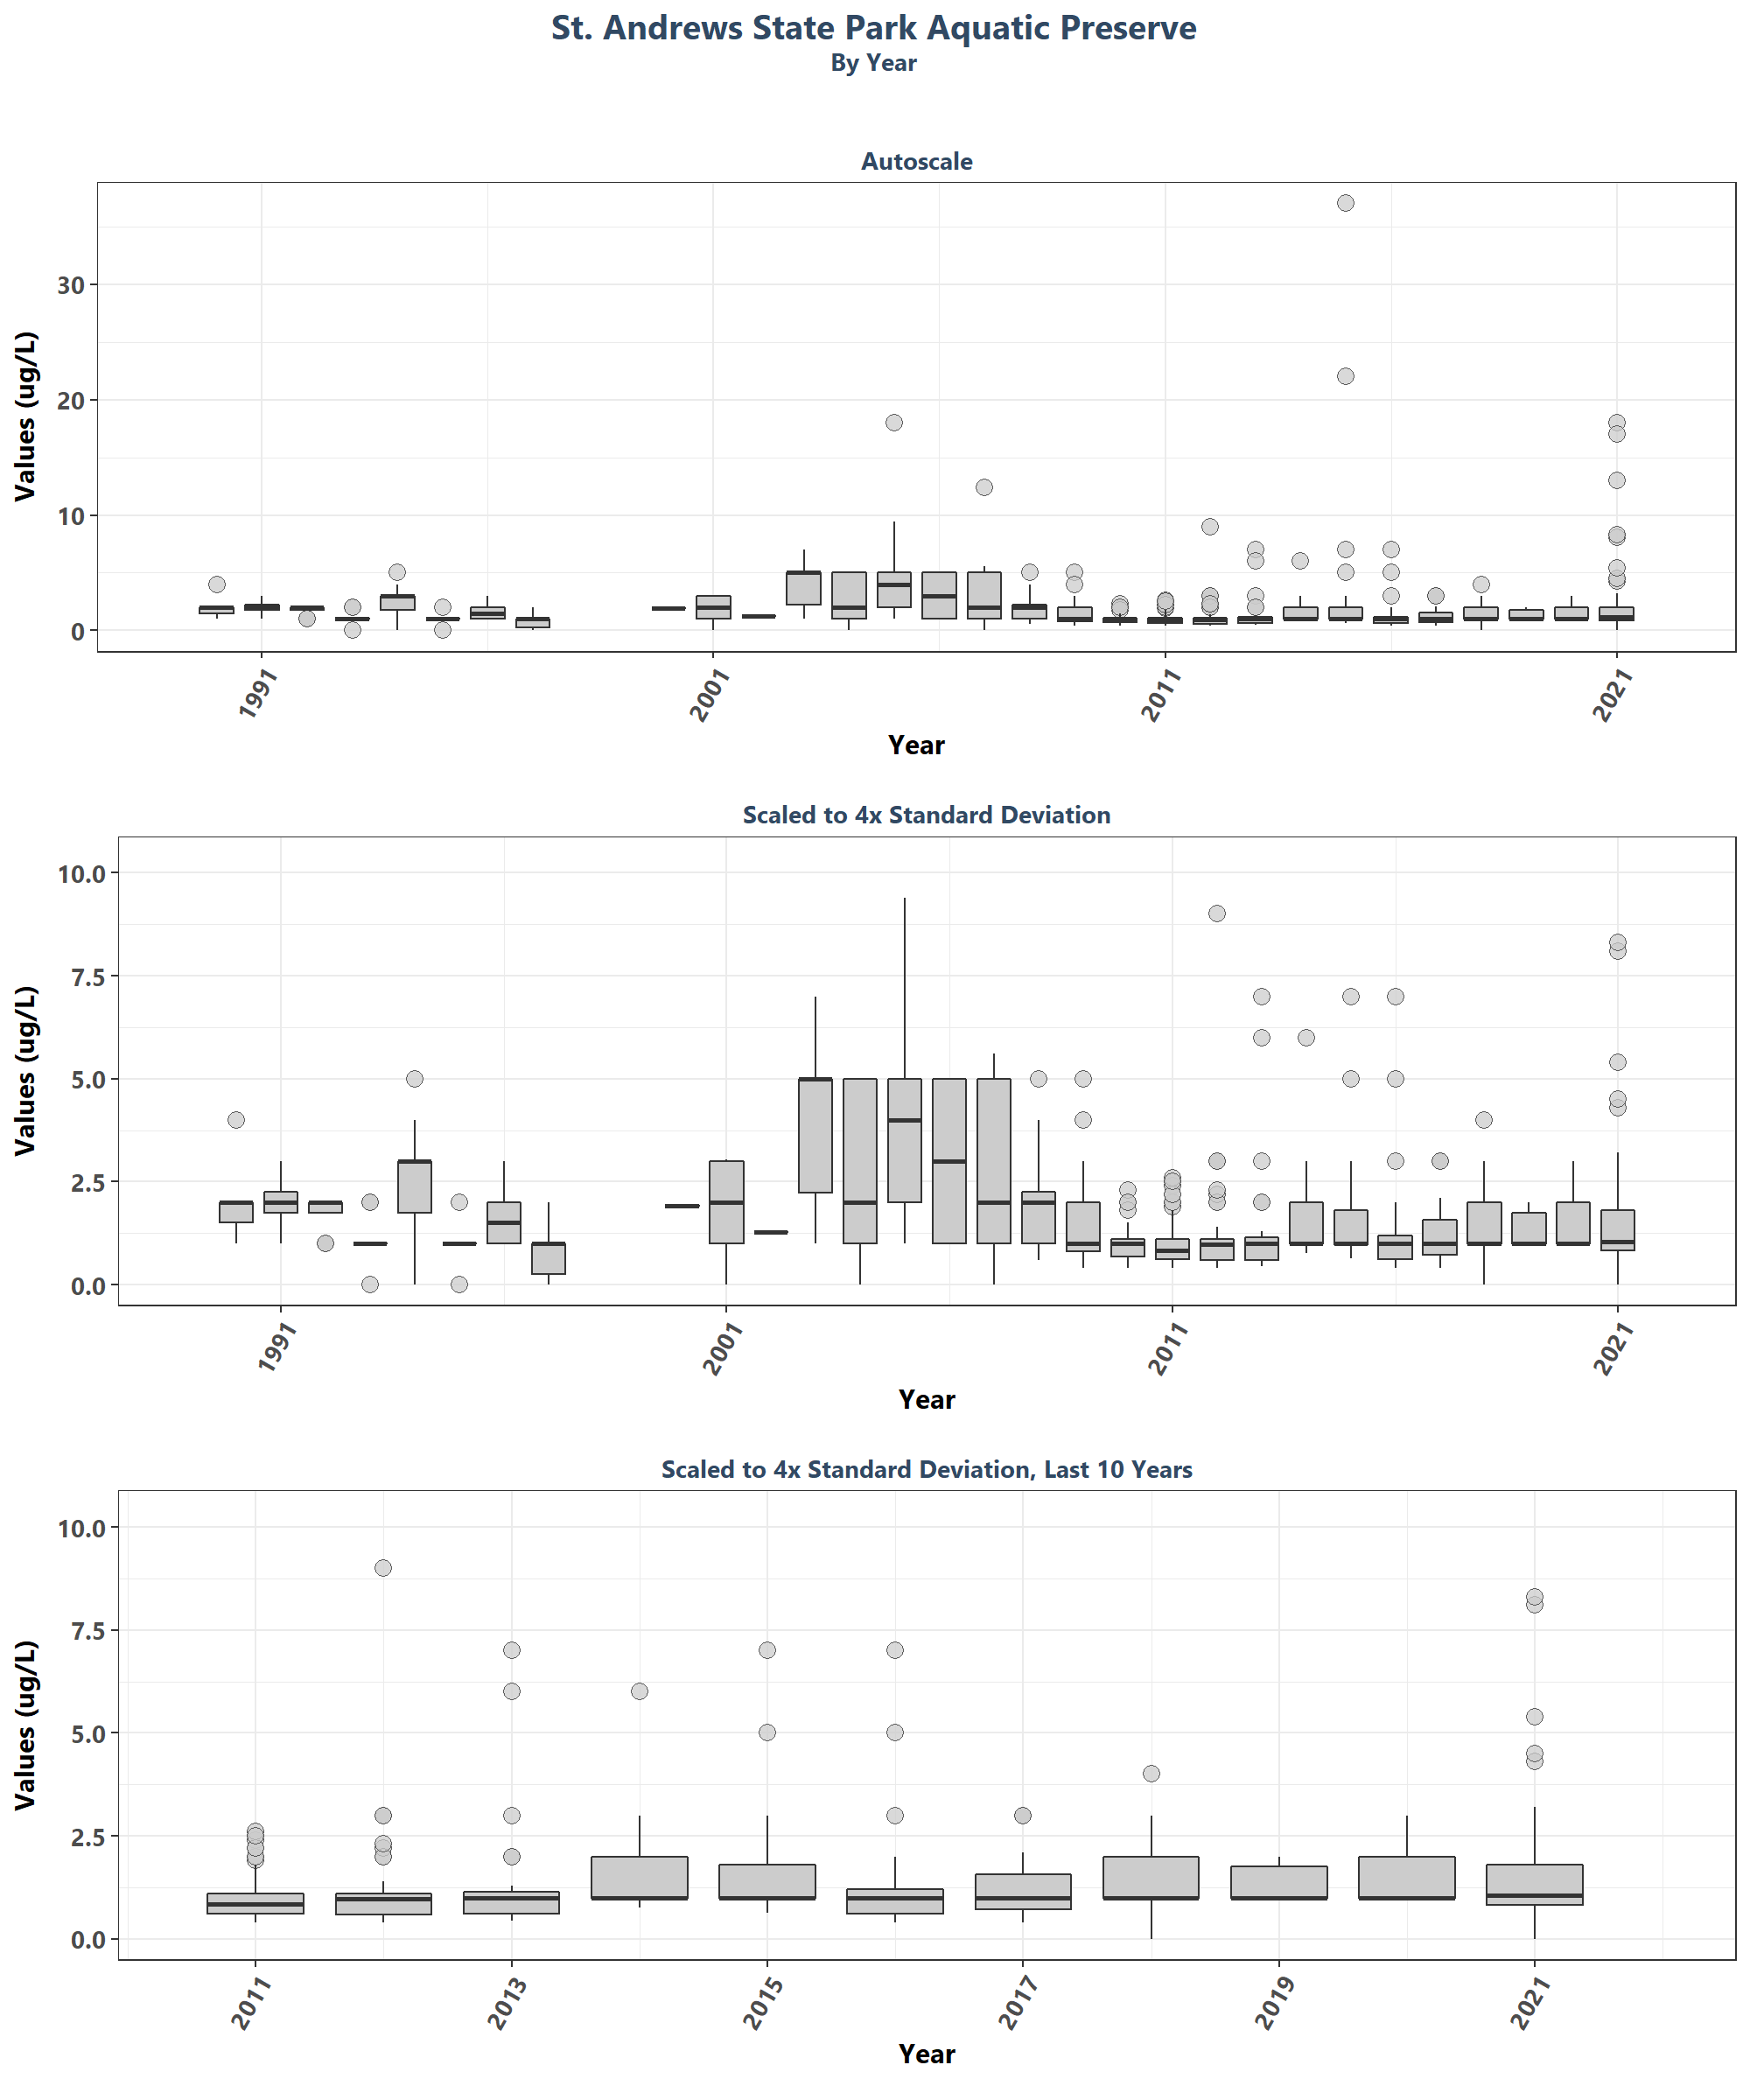 St. Andrews State Park Aquatic Preserve
By Year
Autoscale
Values (ug/L)
30
20
10
0
1991
2001
2011
2021
Year
Scaled to 4x Standard Deviation
Values (ug/L)
10.0
7.5
5.0
2.5
0.0
1991
2001
2011
2021
Year
Scaled to 4x Standard Deviation, Last 10 Years
Values (ug/L)
10.0
7.5
5.0
2.5
0.0
2011
2013
2015
2017
2019
2021
Year